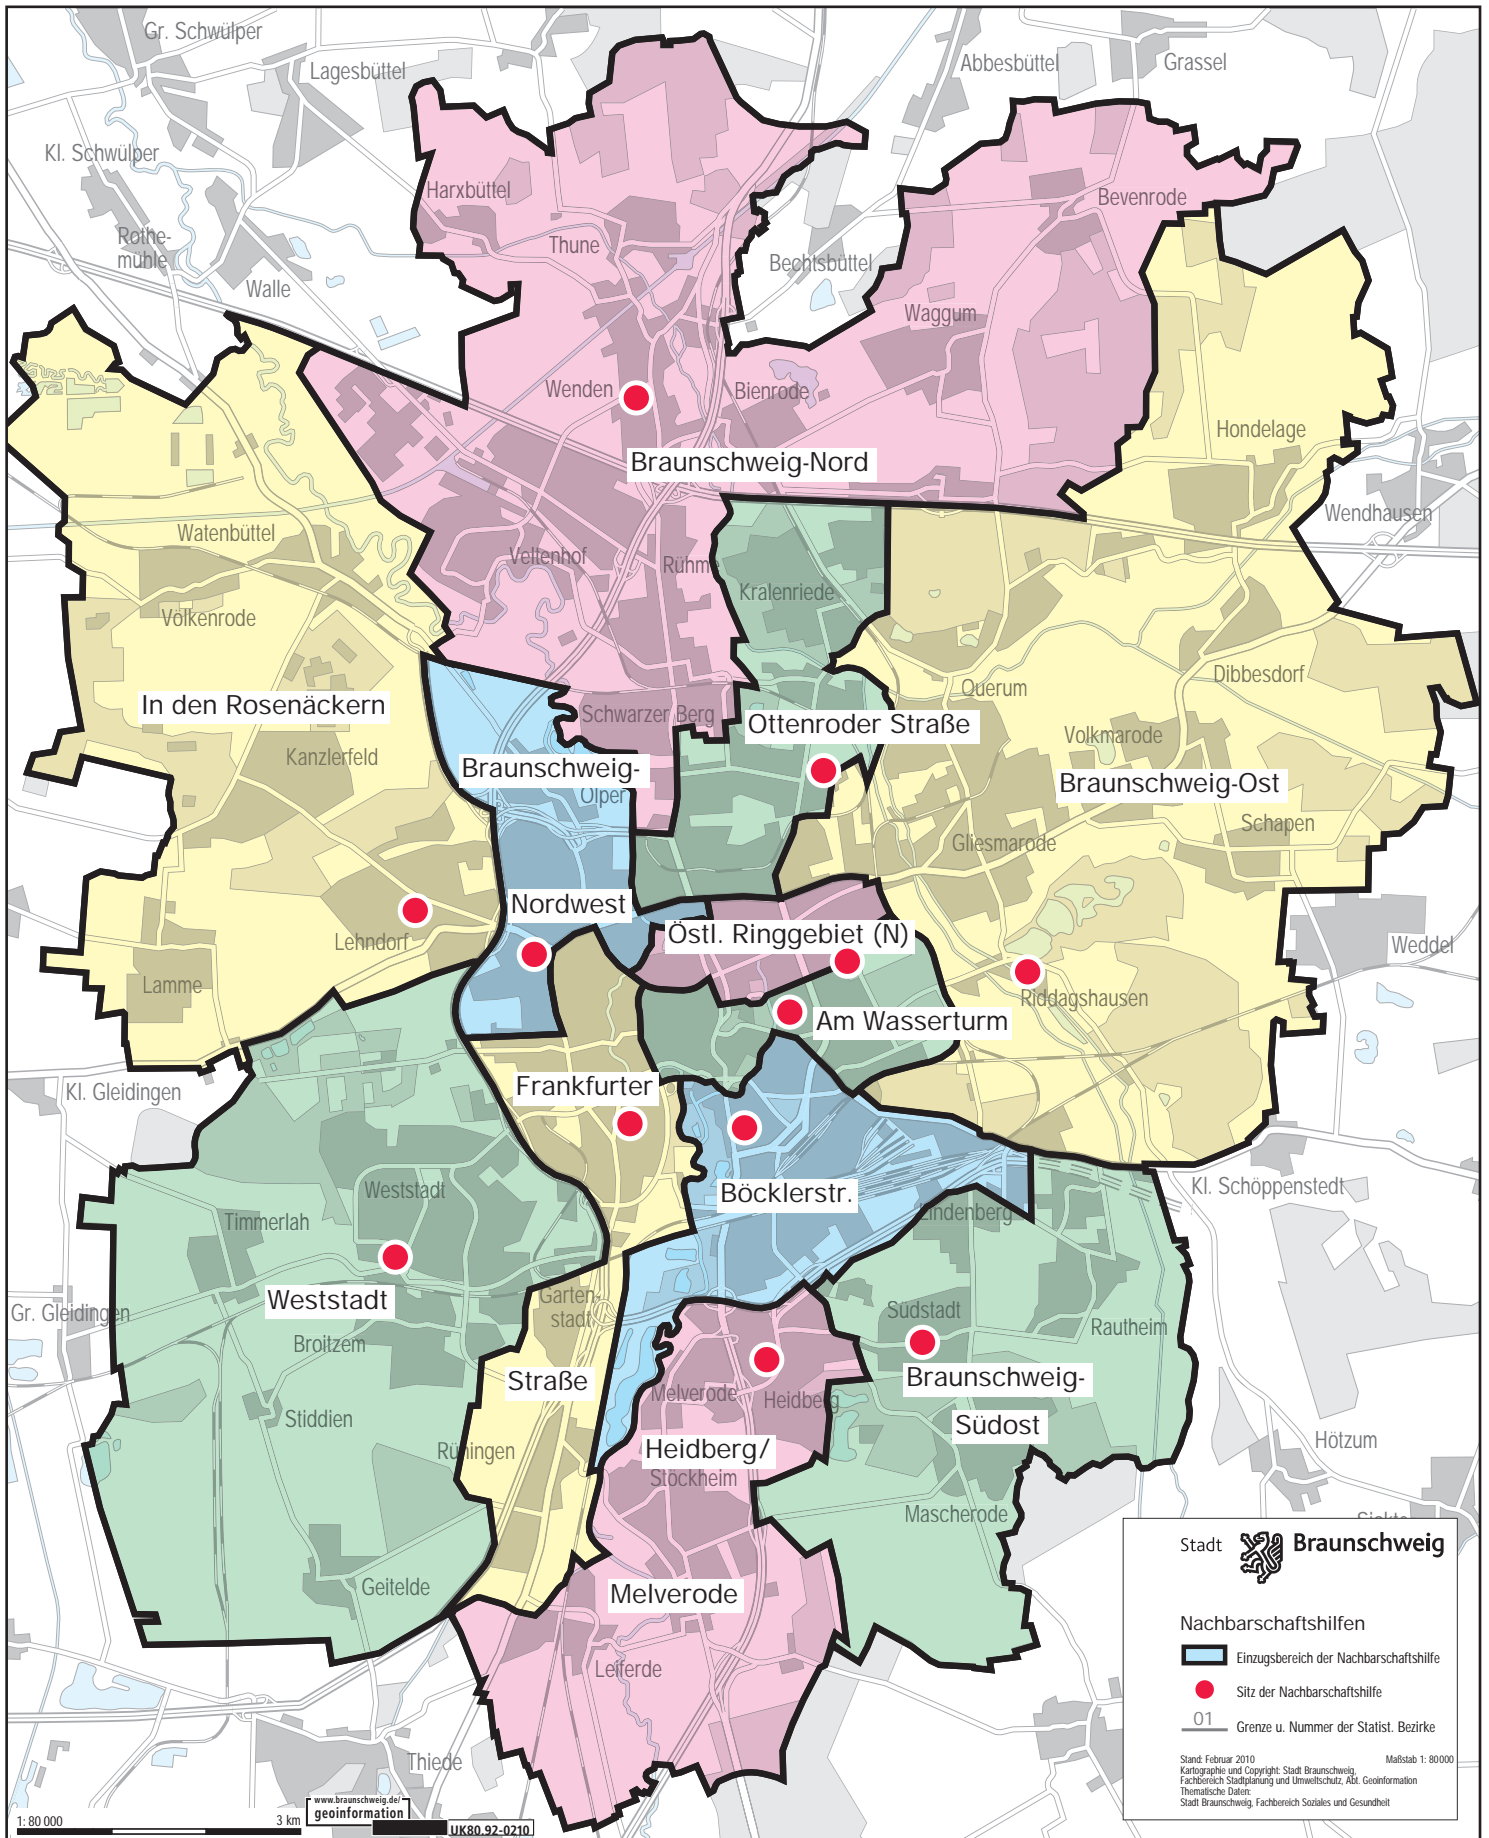 Gr. Schwülper
Lagesbüttel
Abbesbüttel
Grassel
Kl. Schwülper
Harxbüttel
Bevenrode
Rothe-
mühle
Thune
Bechtsbüttel
Walle
Waggum
Wenden
Bienrode
Hondelage
Braunschweig-Nord
Wendhausen
Watenbüttel
Veltenhof
Rühme
Kralenriede
Völkenrode
Dibbesdorf
Querum
In den Rosenäckern
Schwarzer Berg
Ottenroder Straße
Volkmarode
Kanzlerfeld
Braunschweig-
Olper
Braunschweig-Ost
Schapen
Gliesmarode
Nordwest
Östl. Ringgebiet (N)
Lehndorf
Weddel
Lamme
Riddagshausen
Am Wasserturm
Frankfurter
Kl. Gleidingen
Weststadt
Böcklerstr.
Kl. Schöppenstedt
Timmerlah
Lindenberg
Weststadt
Garten-
stadt
Gr. Gleidingen
Südstadt
Rautheim
Broitzem
Straße
Melverode
Heidberg
Braunschweig-
Stiddien
Südost
Rüningen
Heidberg/
Hötzum
Stöckheim
Mascherode
Geitelde
Melverode
Leiferde
Thiede
Stadt Braunschweig
Nachbarschaftshilfen
Einzugsbereich der Nachbarschaftshilfe
Sitz der Nachbarschaftshilfe
01 Grenze u. Nummer der Statist. Bezirke
Stand: Februar 2010 Maßstab 1: 80000
Kartographie und Copyright: Stadt Braunschweig,
Fachbereich Stadtplanung und Umweltschutz, Abt. Geoinformation
Thematische Daten:
Stadt Braunschweig, Fachbereich Soziales und Gesundheit
1: 80 000 3 km
www.braunschweig.de/
geoinformation
UK80.92-0210